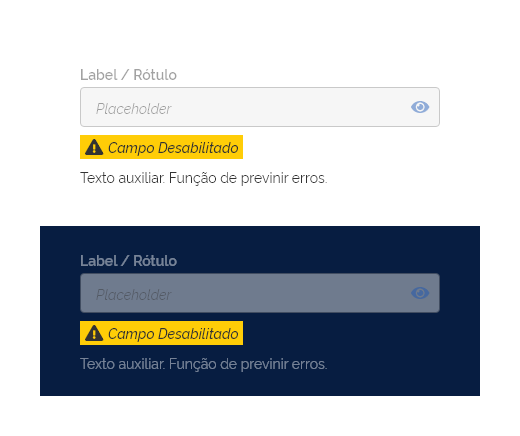 Label / Rótulo
Placeholder
Campo Desabilitado
Texto auxiliar. Função de previnir erros.
Label / Rótulo
Placeholder
Campo Desabilitado
Texto auxiliar. Função de previnir erros.